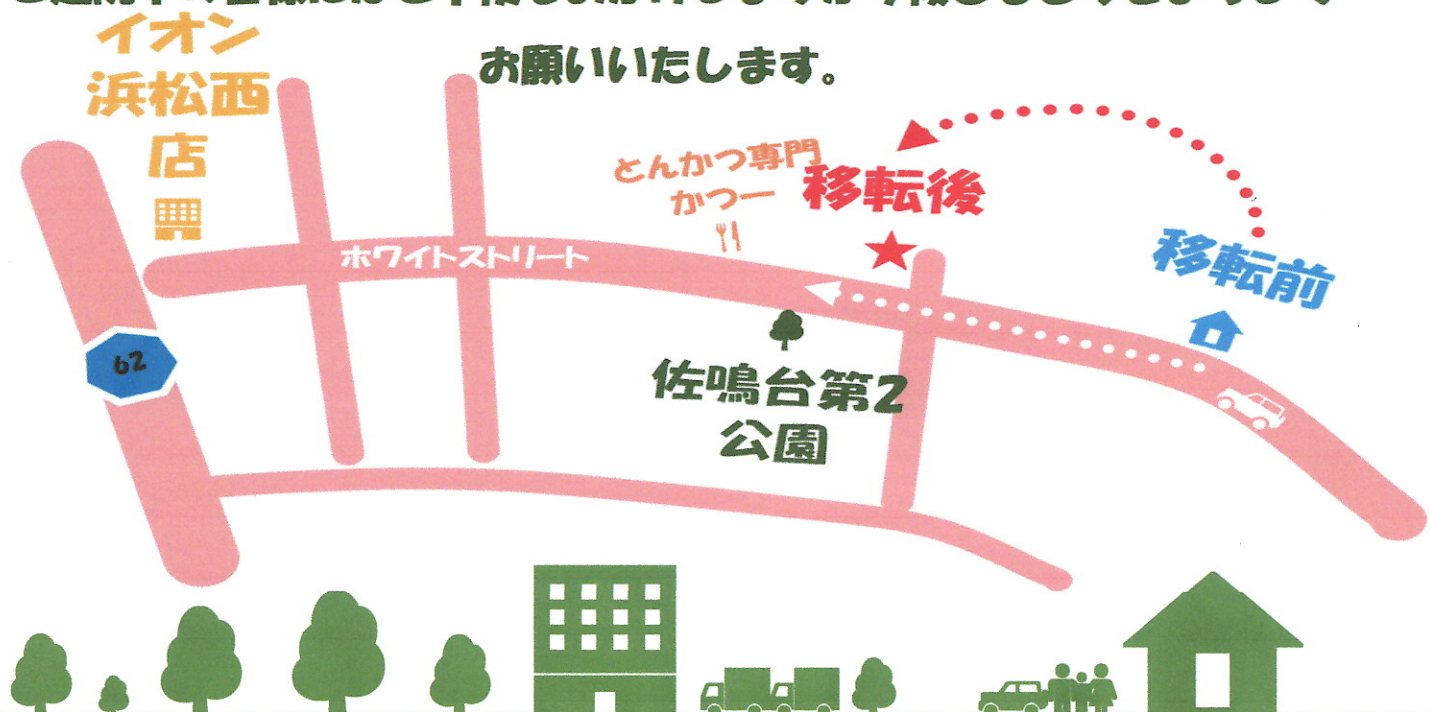 お願いいたします。
イオン
浜松西
店
とんかつ専門
かつ一
移転後
移転前
ホワイトストリート
62
佐鳴台第2
公園